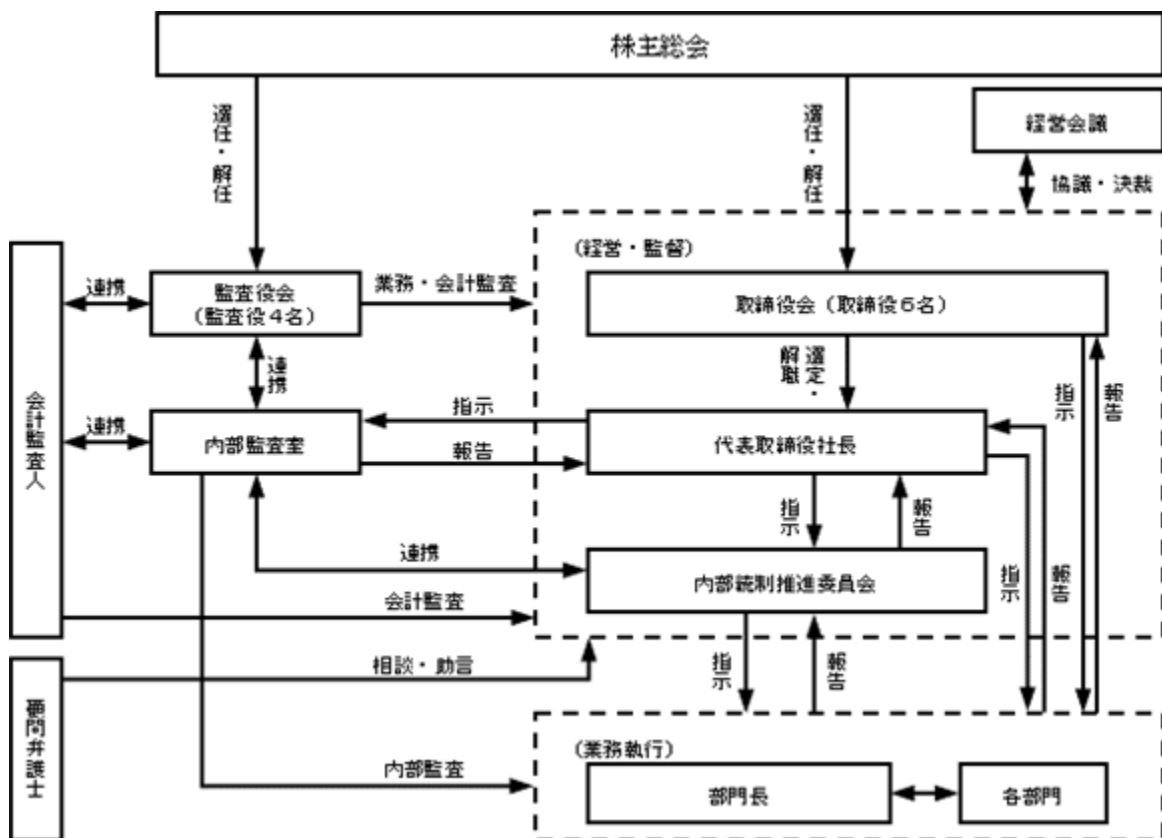 株主総会
選任・解任
選任・解任
経営会議
協議・決裁
(経営・監督)
連携
監査役会
(監査役4名)
業務・会計監査
取締役会(取締役6名)
連携
選定・
解職
指示
報告
会計監査人
連携
内部監査室
指示
報告
代表取締役社長
指示
報告
連携
内部統制推進委員会
指示
報告
会計監査
相談・助言
指示
報告
顧問弁護士
(業務執行)
内部監査
部門長
各部門